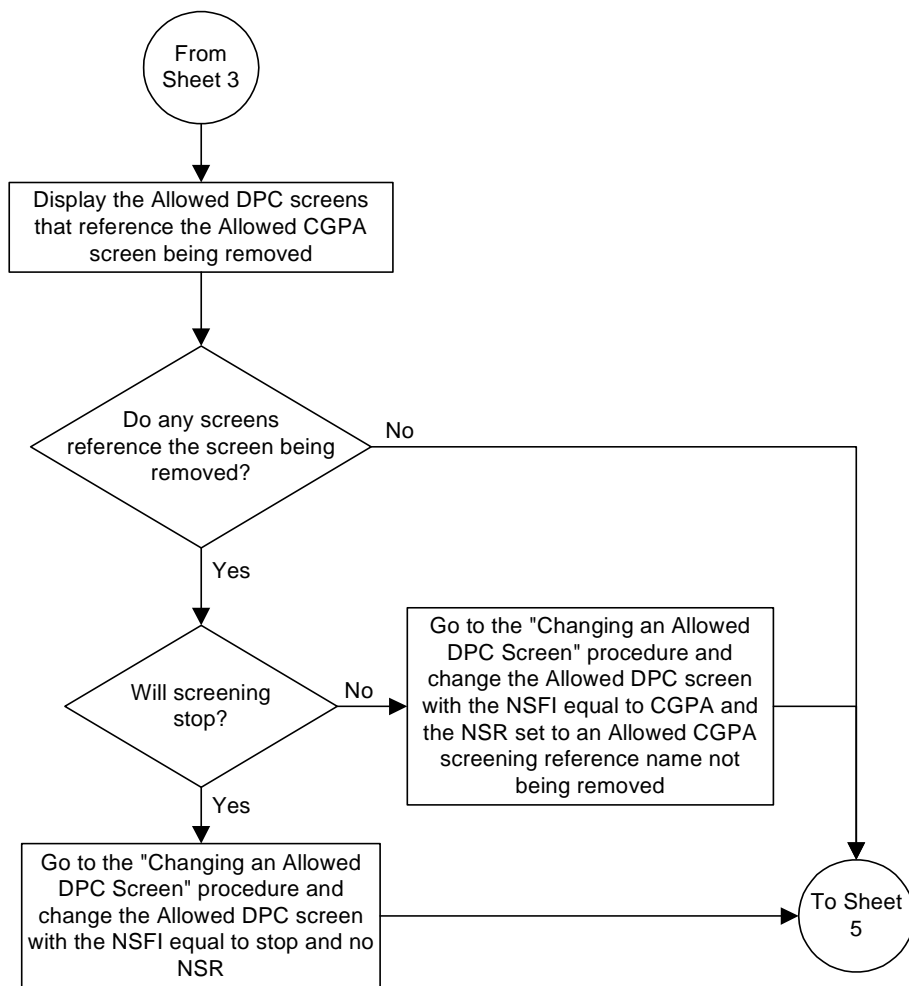 From
Sheet 3
Display the Allowed DPC screens
that reference the Allowed CGPA
screen being removed
Do any screens
reference the screen being
removed?
No
Yes
Will screening
stop?
No
Go to the "Changing an Allowed
DPC Screen" procedure and
change the Allowed DPC screen
with the NSFI equal to CGPA and
the NSR set to an Allowed CGPA
screening reference name not
being removed
Yes
Go to the "Changing an Allowed
DPC Screen" procedure and
change the Allowed DPC screen
with the NSFI equal to stop and no
NSR
To Sheet
5